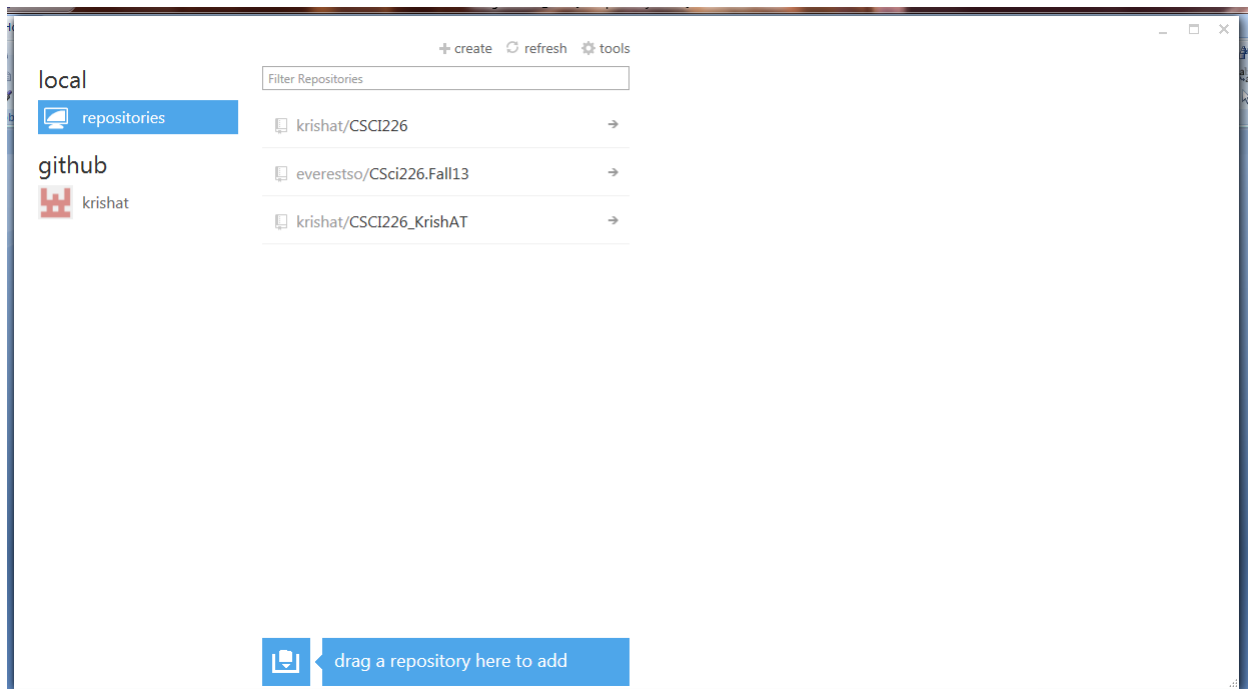 + create refresh tools
local
Filter Repositories
repositories
krishat/CSCI226
github
everestso/CSci226.Fall13
krishat
krishat/CSCI226_KrishAT
drag a repository here to add